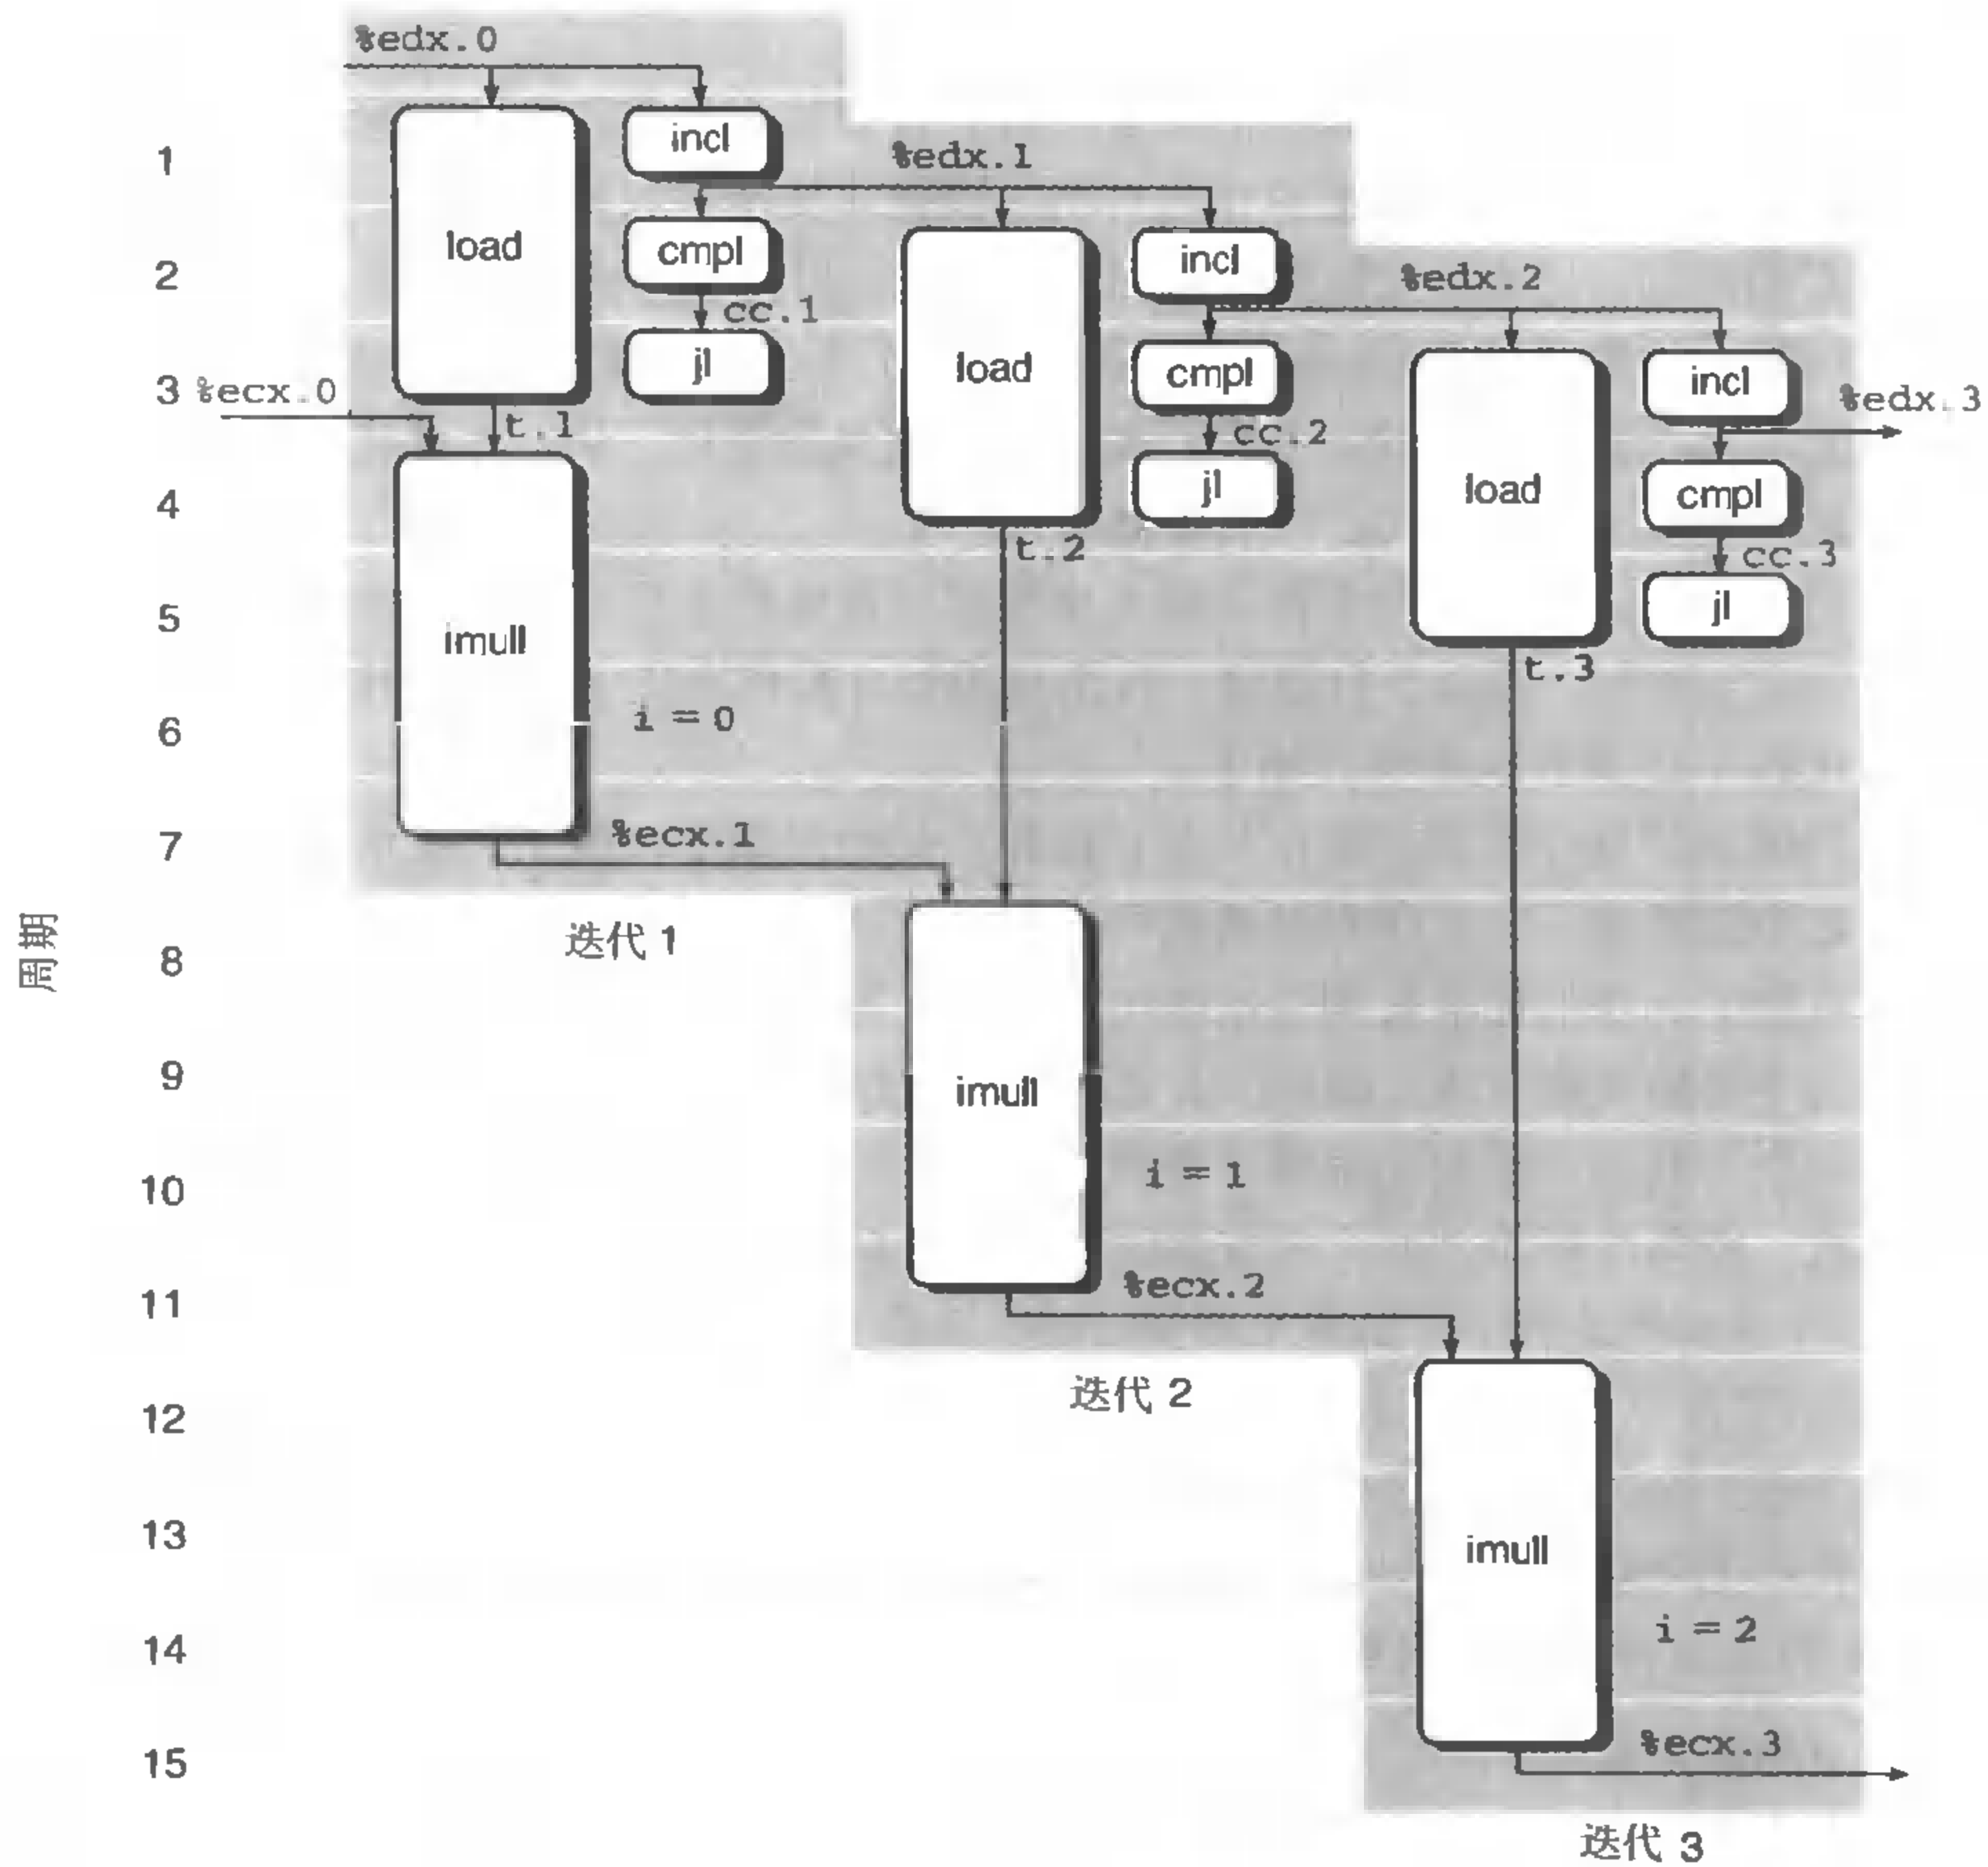 %edx.0
1
incl
%edx.1
load
cmpl
incl
2
%edx.2
cc.1
jl
load
cmpl
incl
3
%ecx.0
%edx.3
t.1
cc.2
jl
load
cmpl
4
t.2
cc.3
jl
5
imull
t.3
6
i = 0
7
%ecx.1
周期
迭代 1
8
9
imull
10
i = 1
11
%ecx.2
迭代 2
12
13
imull
14
i = 2
15
%ecx.3
迭代 3